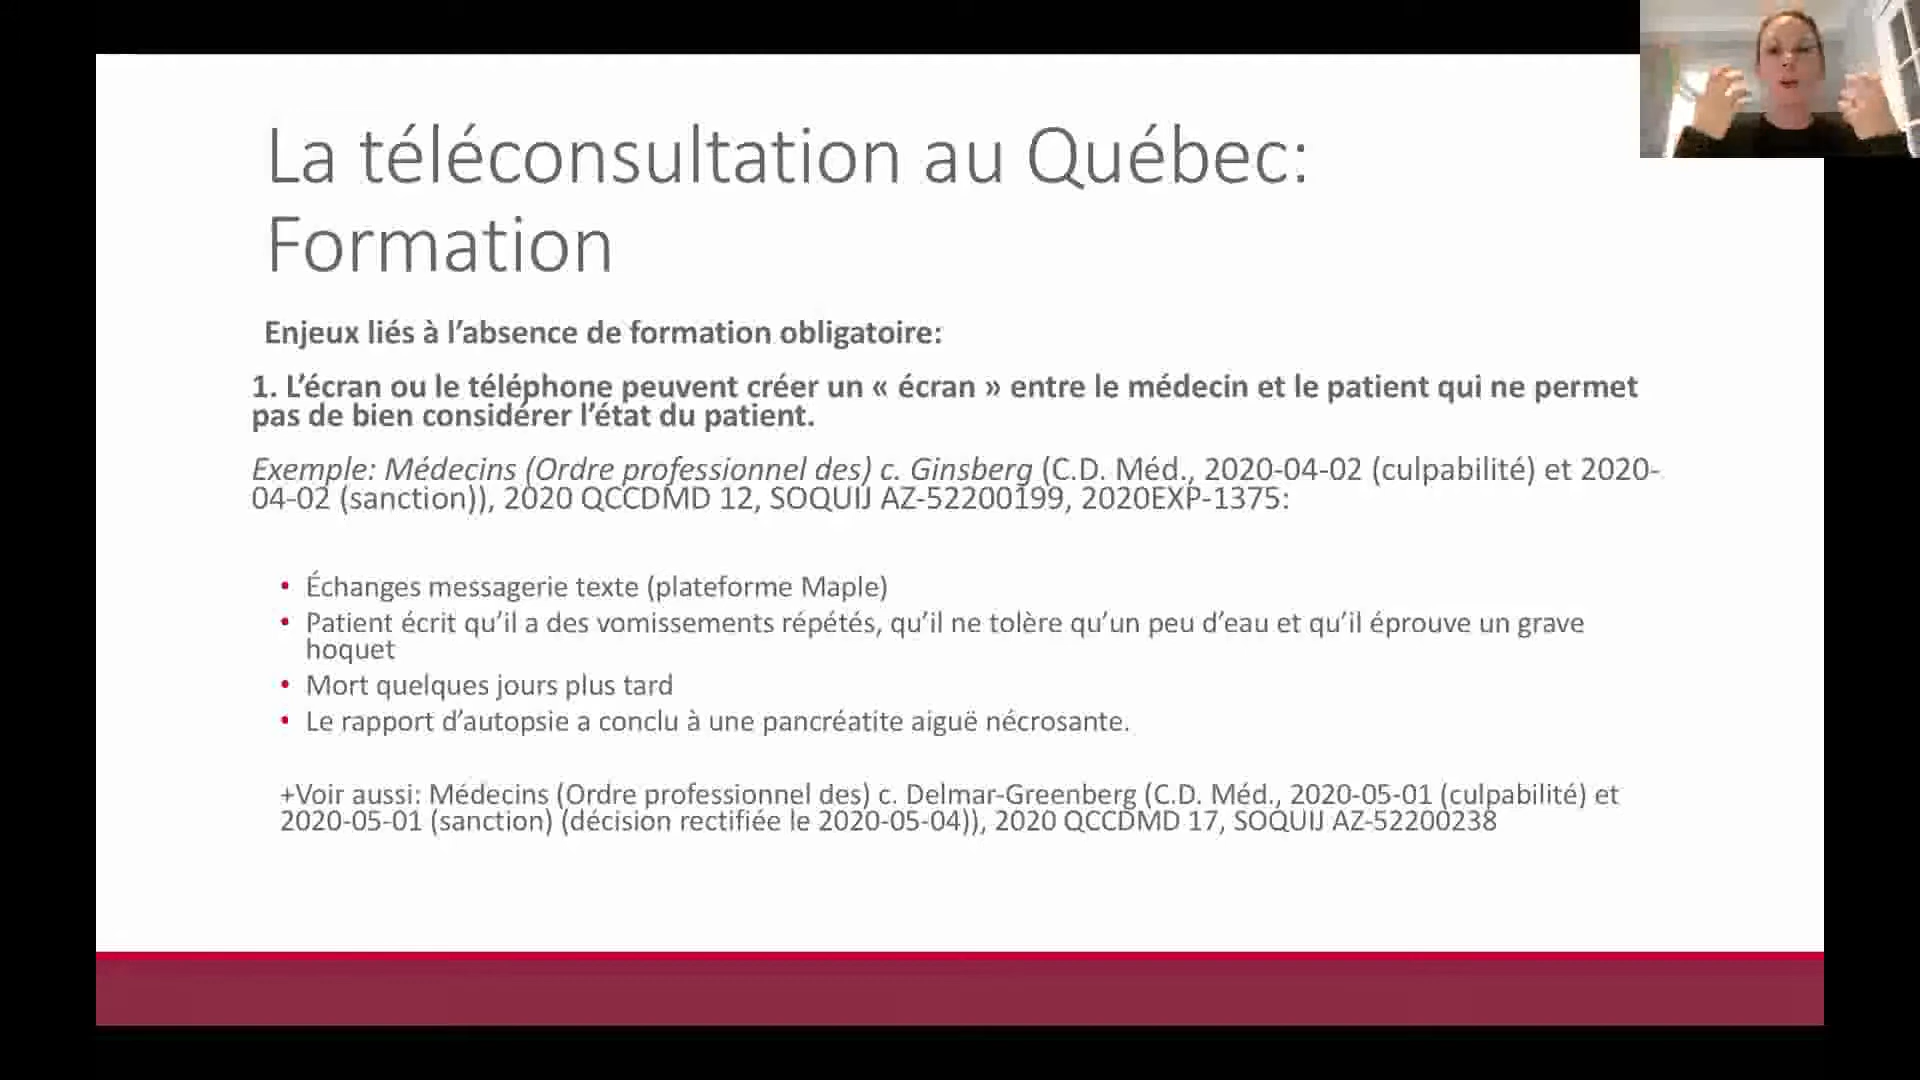 La téléconsultation au Québec:
Formation
Enjeux liés à l’absence de formation obligatoire:
1. L’écran ou le téléphone peuvent créer un « écran » entre le médecin et le patient qui ne permet
pas de bien considérer l’état du patient.
Exemple: Médecins (Ordre professionnel des) c. Ginsberg (C.D. Méd., 2020-04-02 (culpabilité) et 2020-
04-02 (sanction)), 2020 QCCDMD 12, SOQUIJ AZ-52200199, 2020EXP-1375:
• Échanges messagerie texte (plateforme Maple)
• Patient écrit qu’il a des vomissements répétés, qu’il ne tolère qu’un peu d’eau et qu’il éprouve un grave
hoquet
• Mort quelques jours plus tard
• Le rapport d’autopsie a conclu à une pancréatite aiguë nécrosante.
+Voir aussi: Médecins (Ordre professionnel des) c. Delmar-Greenberg (C.D. Méd., 2020-05-01 (culpabilité) et
2020-05-01 (sanction) (décision rectifiée le 2020-05-04)), 2020 QCCDMD 17, SOQUIJ AZ-52200238